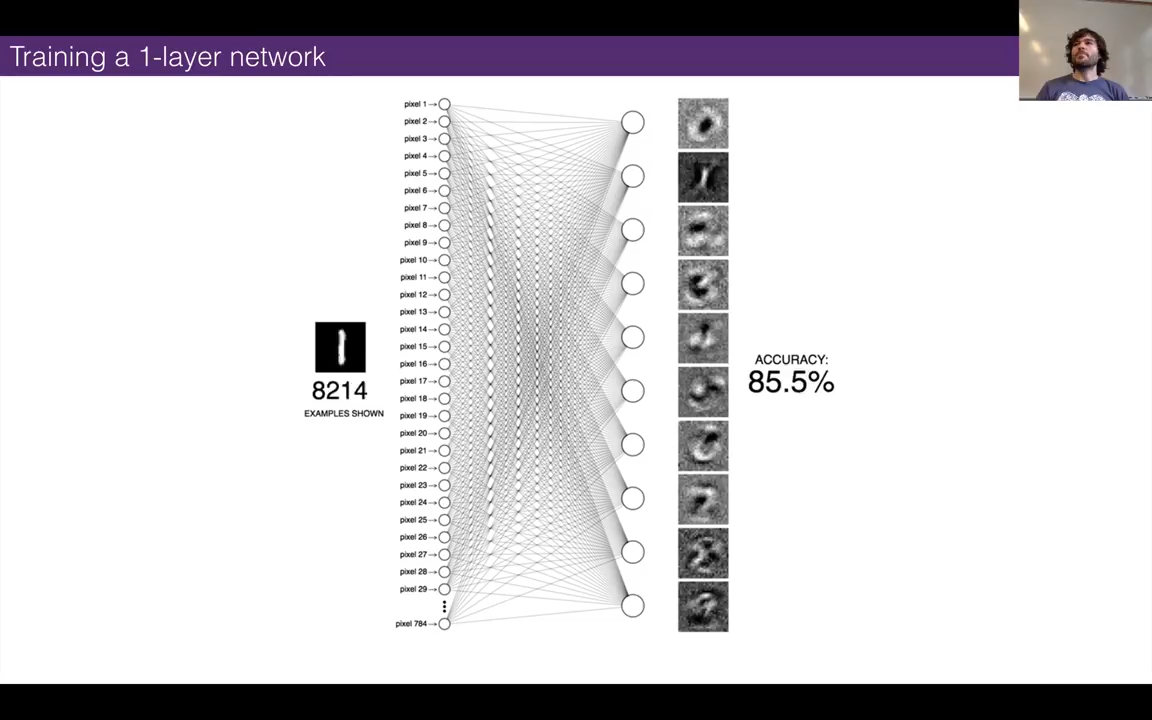 Training a 1-layer network
pixel 1
pixel 2
pixel 3
pixel 4
pixel 5
pixel 6
pixel 7
pixel 8
pixel 9
pixel 10
pixel 11
pixel 12
pixel 13
pixel 14
pixel 15
pixel 16
pixel 17
pixel 18
pixel 19
pixel 20
pixel 21
pixel 22
pixel 23
pixel 24
pixel 25
pixel 26
pixel 27
pixel 28
pixel 29
pixel 784
8214
EXAMPLES SHOWN
ACCURACY:
85.5%